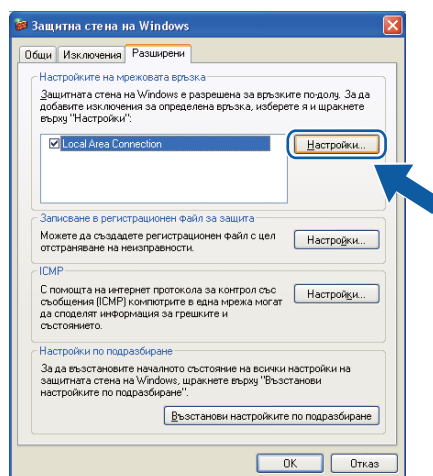 Защитна стена на Windows
Общи Изключения Разширени
Настройките на мрежовата връзка
Защитната стена на Windows е разрешена за връзките по-долу. За да
добавите изключения за определена връзка, изберете я и щракнете
върху "Настройки":
Local Area Connection
Настройки...
Записване в регистрационен файл за защита
Можете да създадете регистрационен файл с цел
отстраняване на неизправности.
Настройки...
ICMP
С помощта на интернет протокола за контрол със
съобщения (ICMP) компютрите в една мрежа могат
да споделят информация за грешките и
състоянието.
Настройки...
Настройки по подразбиране
За да възстановите началното състояние на всички настройки на
защитната стена на Windows, щракнете върху "Възстанови
настройките по подразбиране".
Възстанови настройките по подразбиране
OK Отказ